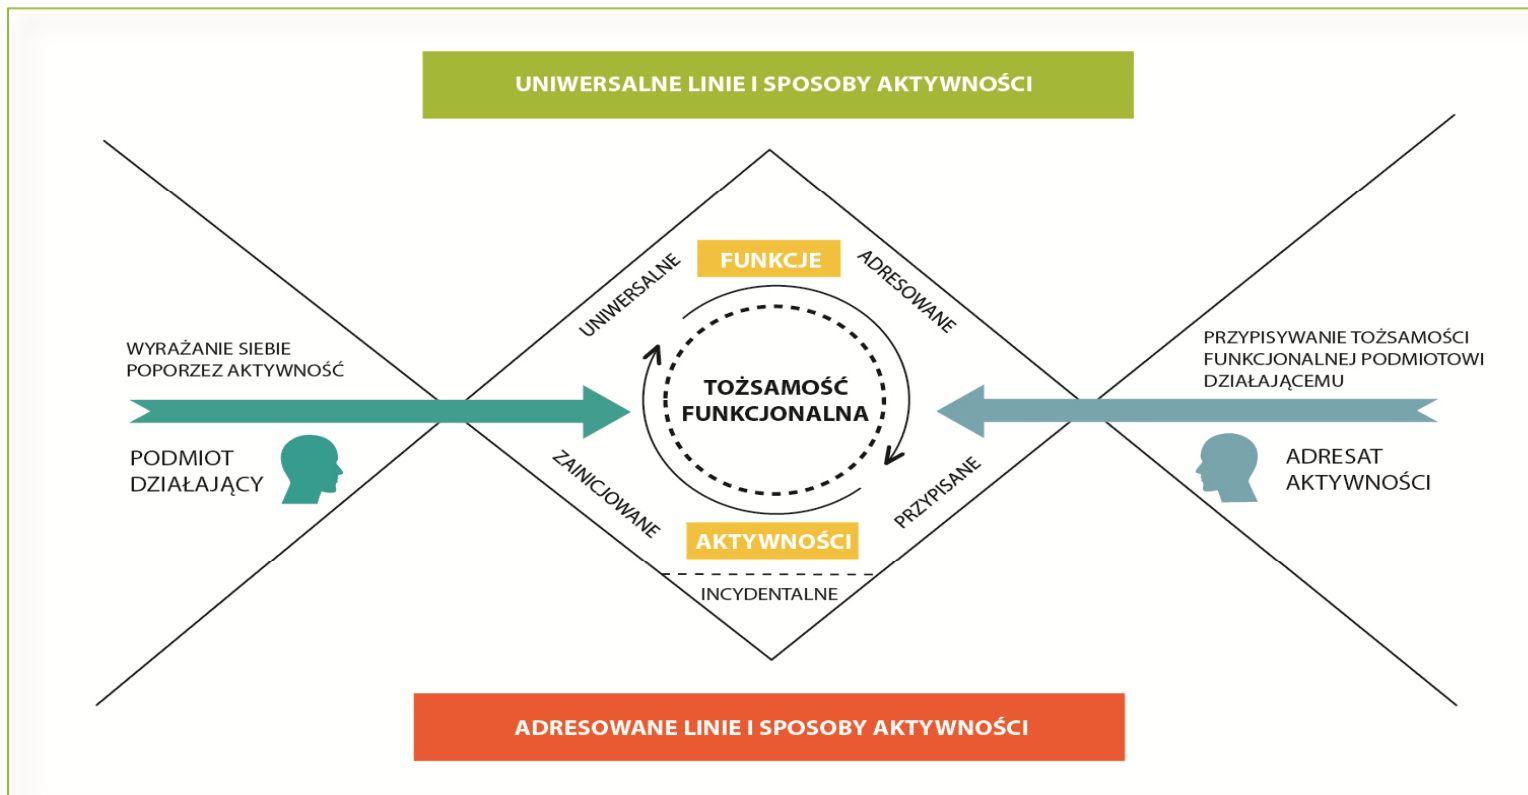 UNIWERSALNE LINIE I SPOSOBY AKTYWNOŚCI
FUNKCJE
UNIWERSALNE
ADRESOWANE
WYRAŻANIE SIEBIE
POPORZEZ AKTYWNOŚĆ
PODMIOT
DZIAŁAJĄCY
TOŻSAMOŚĆ
FUNKCJONALNA
PRZYPISYWANIE TOŻSAMOŚCI
FUNKCJONALNEJ PODMIOTOWI
DZIAŁAJĄCEMU
ADRESAT
AKTYWNOŚCI
ZAINICJOWANE
PRZYPISANE
AKTYWNOŚCI
INCYDENTALNE
ADRESOWANE LINIE I SPOSOBY AKTYWNOŚCI